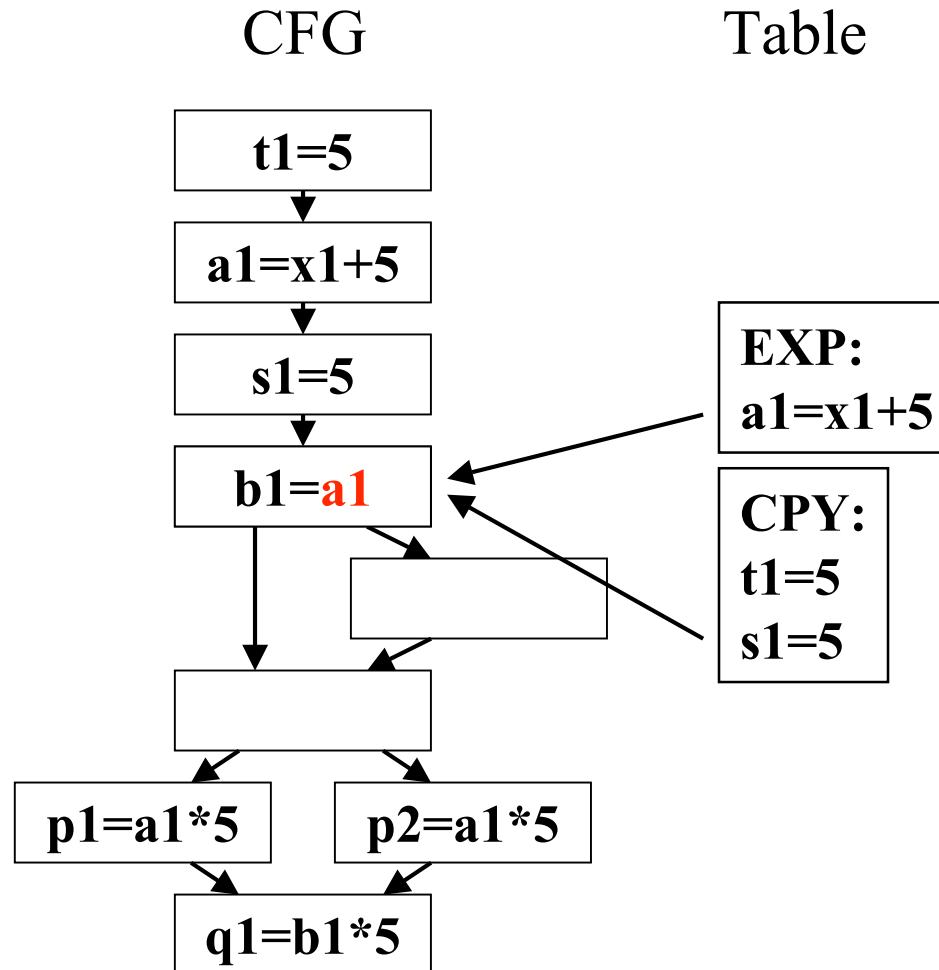 CFG
Table
t1=5
a1=x1+5
s1=5
b1=a1
EXP:
a1=x1+5
CPY:
t1=5
s1=5
p1=a1*5
p2=a1*5
q1=b1*5